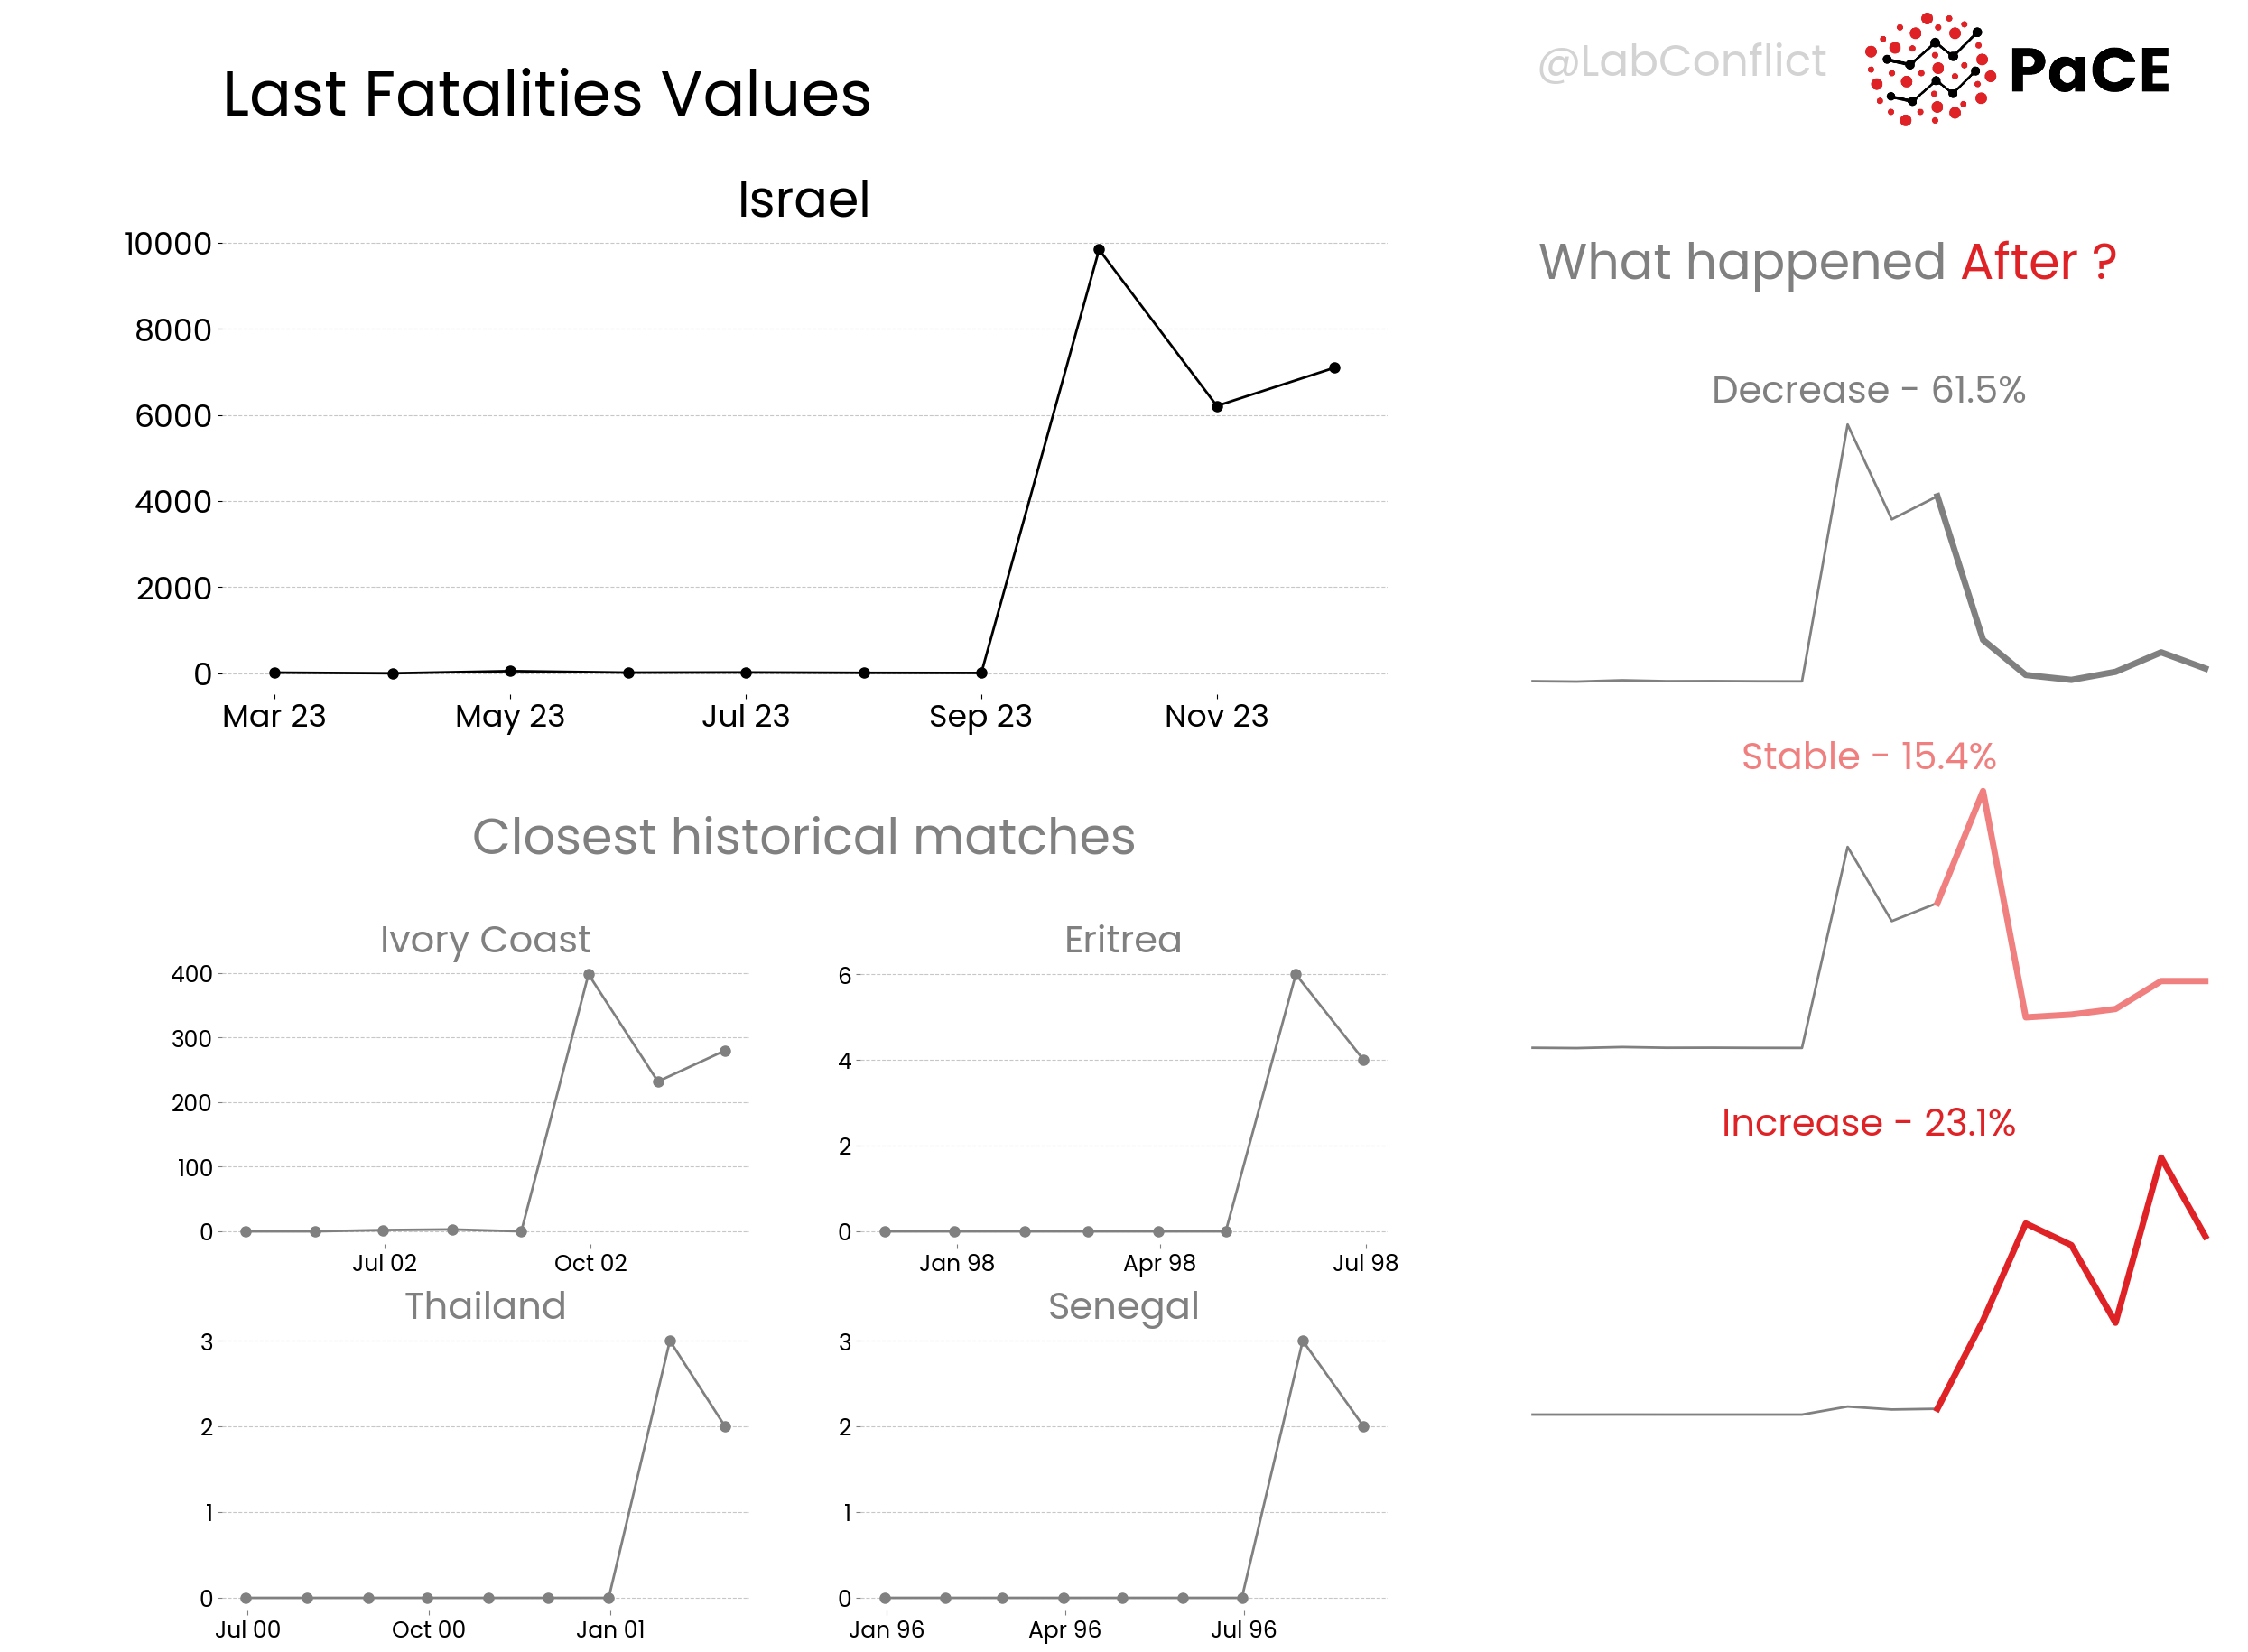 @LabConflict
PaCE
Last Fatalities Values
Israel
10000
8000
6000
4000
2000
0
Mar 23 May 23 Jul 23 Sep 23 Nov 23
What happened After ?
Decrease - 61.5%
Stable - 15.4%
Increase - 23.1%
Closest historical matches
Ivory Coast
400
300
200
100
0
Jul 02 Oct 02
Eritrea
6
4
2
0
Jan 98 Apr 98 Jul 98
Thailand
3
2
1
0
Jul 00 Oct 00 Jan 01
Senegal
3
2
1
0
Jan 96 Apr 96 Jul 96